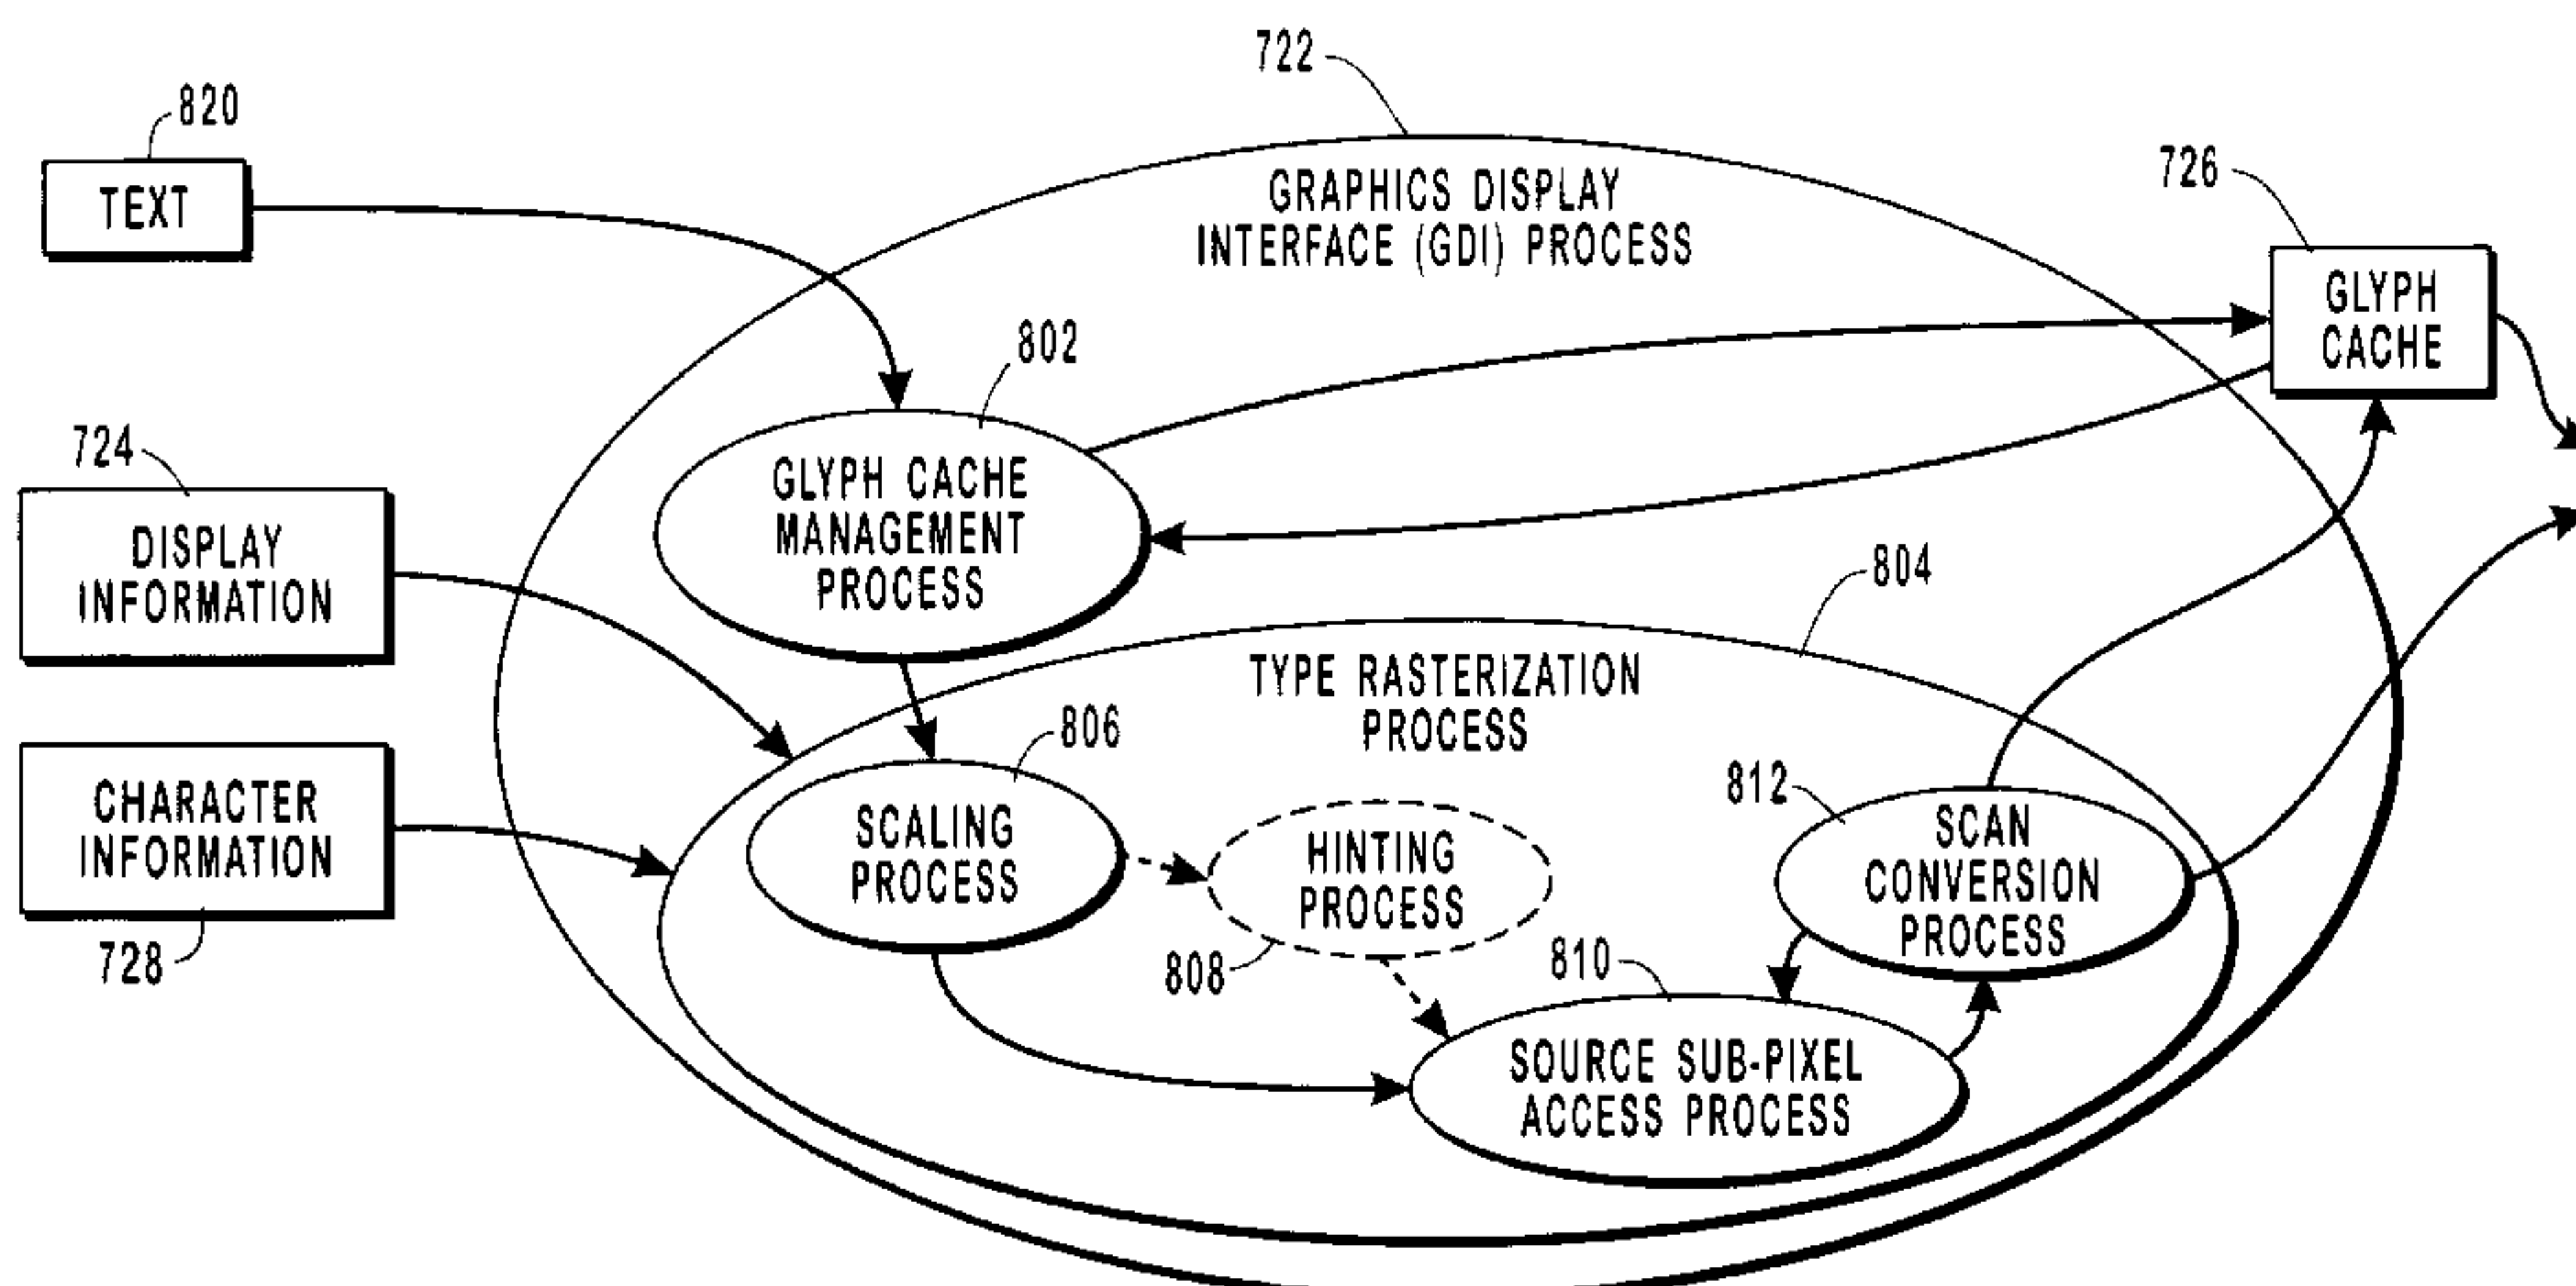 722
820
TEXT
GRAPHICS DISPLAY
INTERFACE (GDI) PROCESS
726
GLYPH
CACHE
802
724
GLYPH CACHE
MANAGEMENT
PROCESS
DISPLAY
INFORMATION
804
TYPE RASTERIZATION
PROCESS
806
CHARACTER
INFORMATION
728
SCALING
PROCESS
HINTING
PROCESS
808
812
SCAN
CONVERSION
PROCESS
810
SOURCE SUB-PIXEL
ACCESS PROCESS